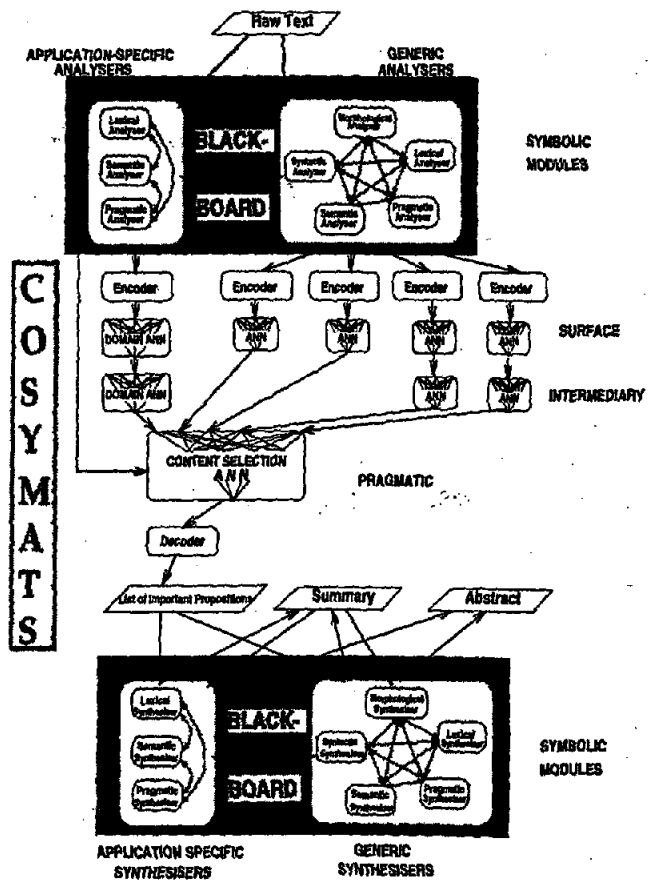 Raw Text
APPLICATION-SPECIFIC
ANALYSERS
GENERIC
ANALYSERS
Lexical
Analyser
Semantic
Analyser
Pragmatic
Analyser
BLACK-
BOARD
Morphological
Analysis
Syntactic
Analyser
Lexical
Analyser
Semantic
Analyser
Pragmatic
Analyser
SYMBOLIC
MODULES
COSYMATS
Encoder
Encoder
Encoder
Encoder
Encoder
DOMAIN ANN
ANN
ANN
ANN
ANN
SURFACE
DOMAIN ANN
ANN
ANN
INTERMEDIARY
CONTENT SELECTION
ANN
PRAGMATIC
Decoder
List of Important Propositions
Summary
Abstract
Lexical
Synthesiser
Semantic
Synthesiser
Pragmatic
Synthesiser
BLACK-
BOARD
Morphological
Synthesiser
Syntactic
Synthesiser
Lexical
Synthesiser
Semantic
Synthesiser
Pragmatic
Synthesiser
SYMBOLIC
MODULES
APPLICATION SPECIFIC
SYNTHESISERS
GENERIC
SYNTHESISERS